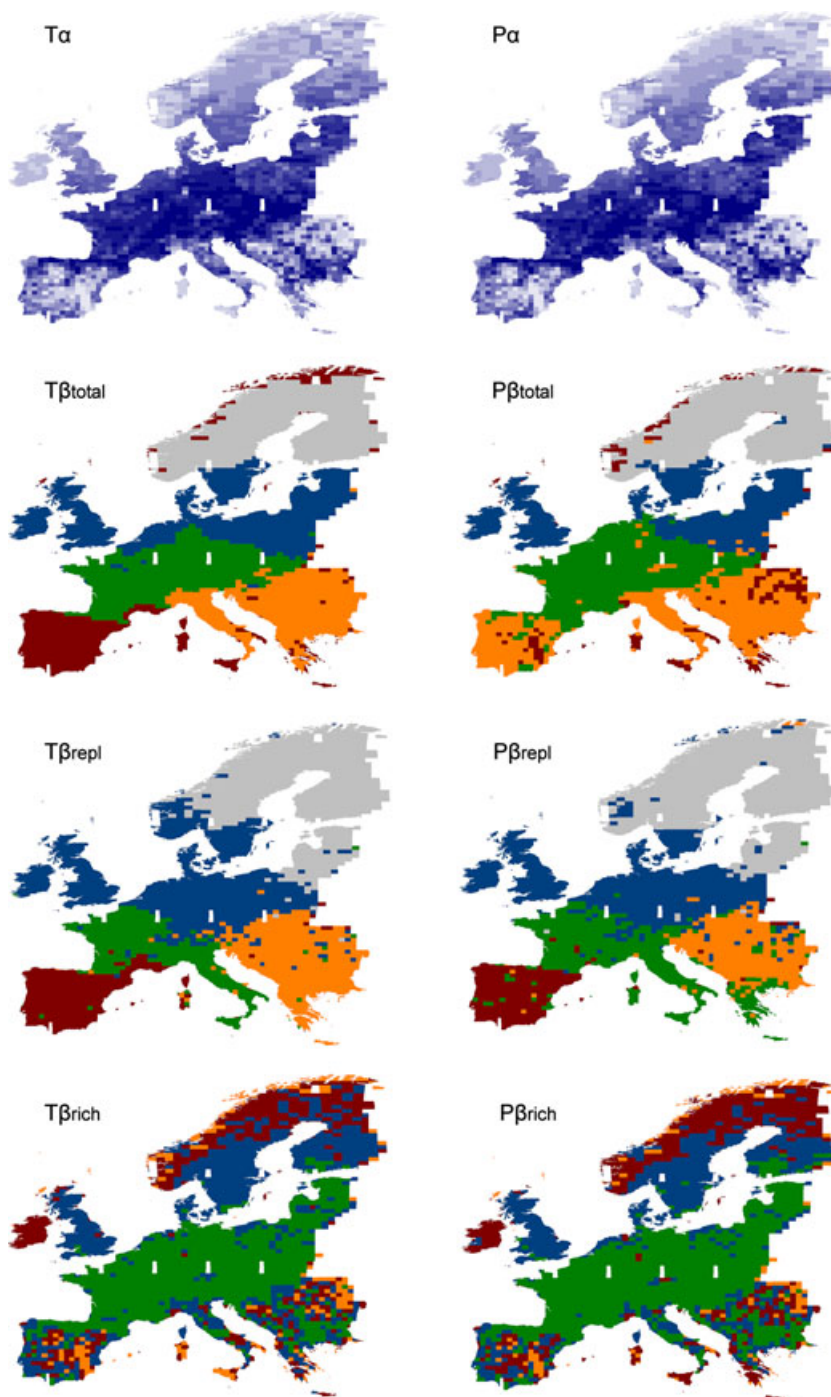 Tα Pα
Tβtotal Pβtotal
Tβrepl Pβrepl
Tβrich Pβrich